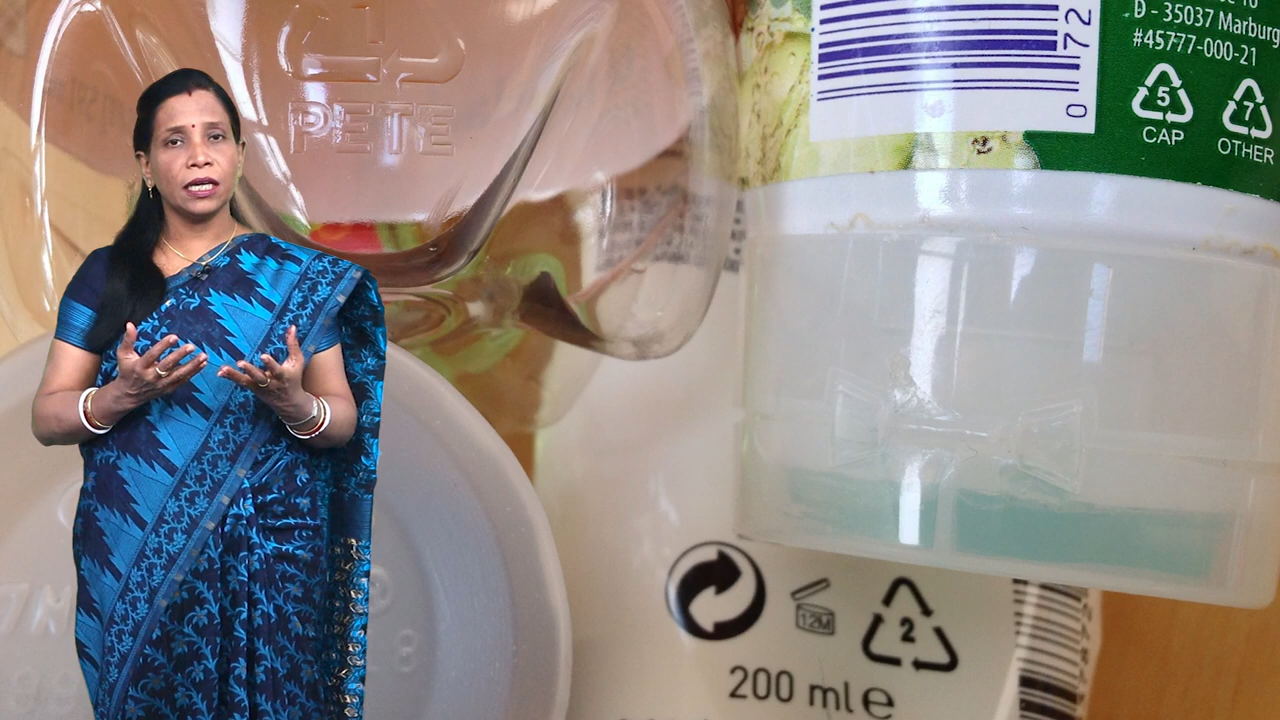 1
PETE
D - 35037 Marburg
#45777-000-21
5
CAP
7
OTHER
0 72
12M
2
200 ml e